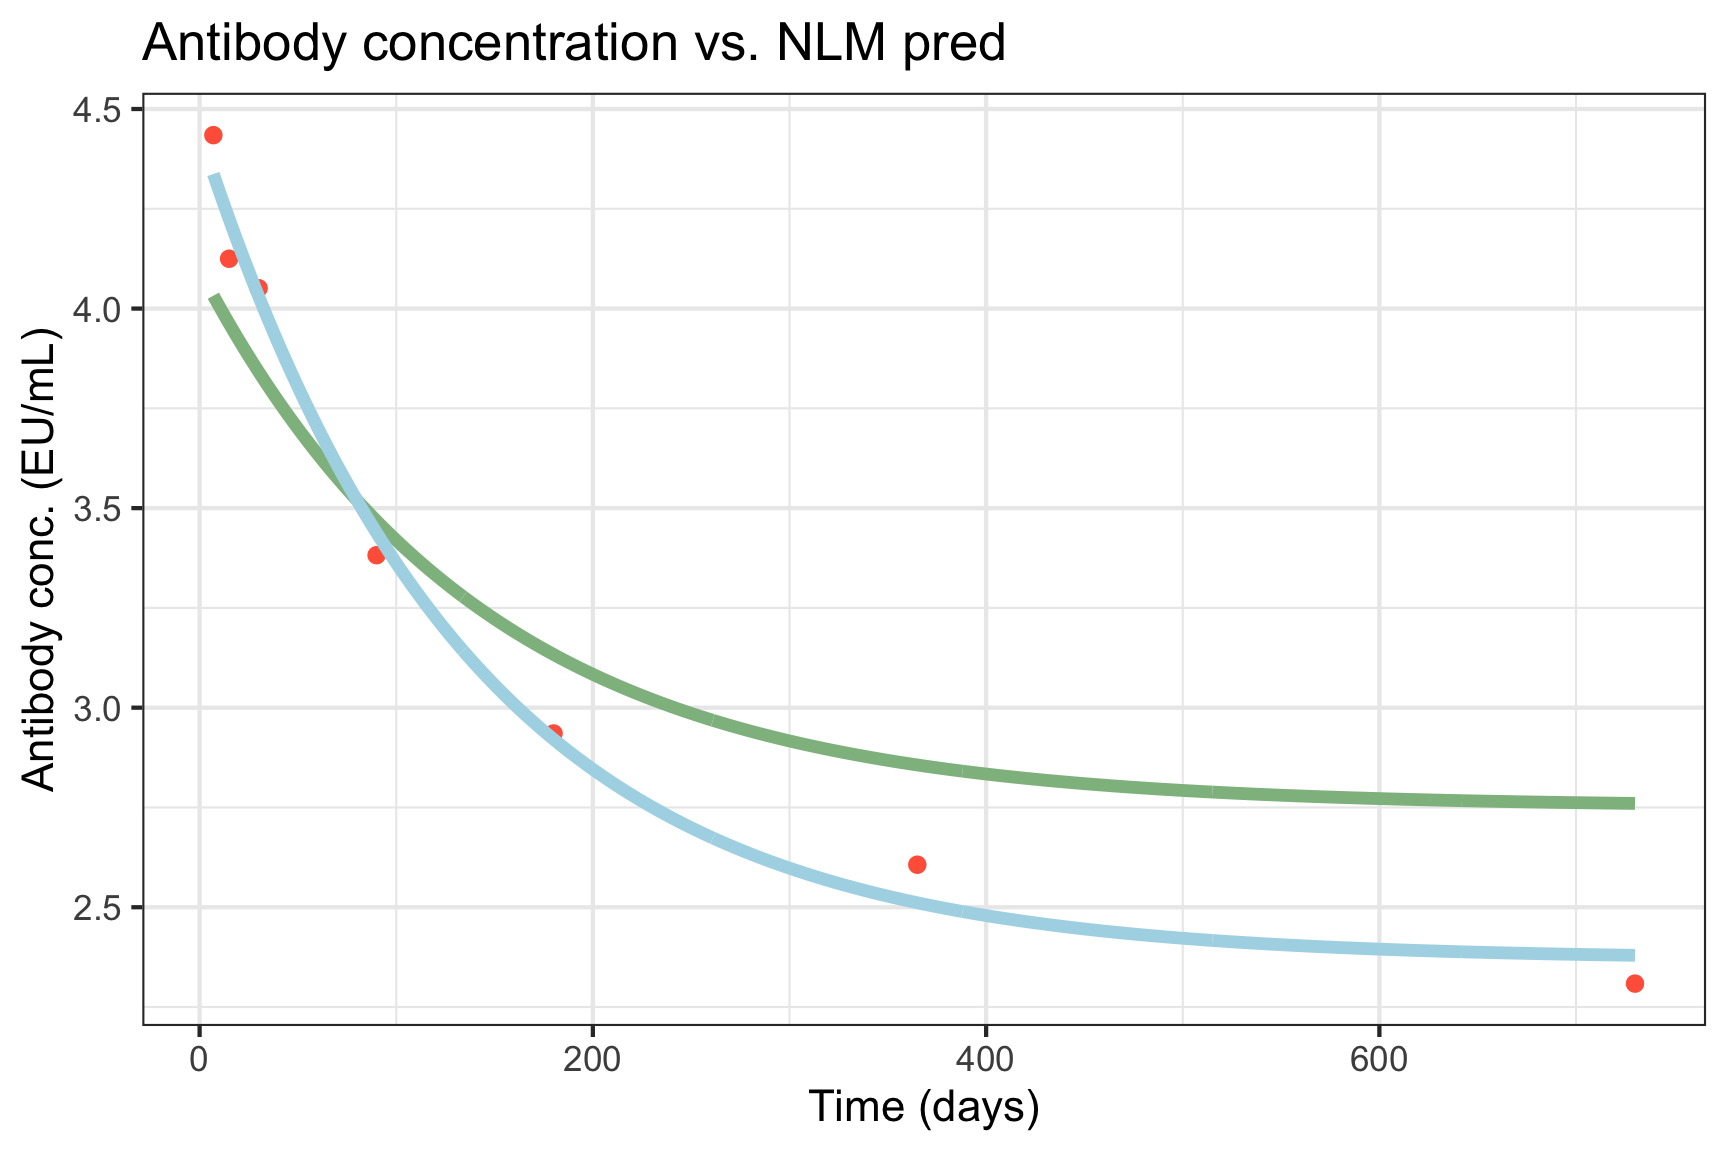 Antibody concentration vs. NLM pred
4.5
4.0
3.5
3.0
2.5
Antibody conc. (EU/mL)
0 200 400 600
Time (days)